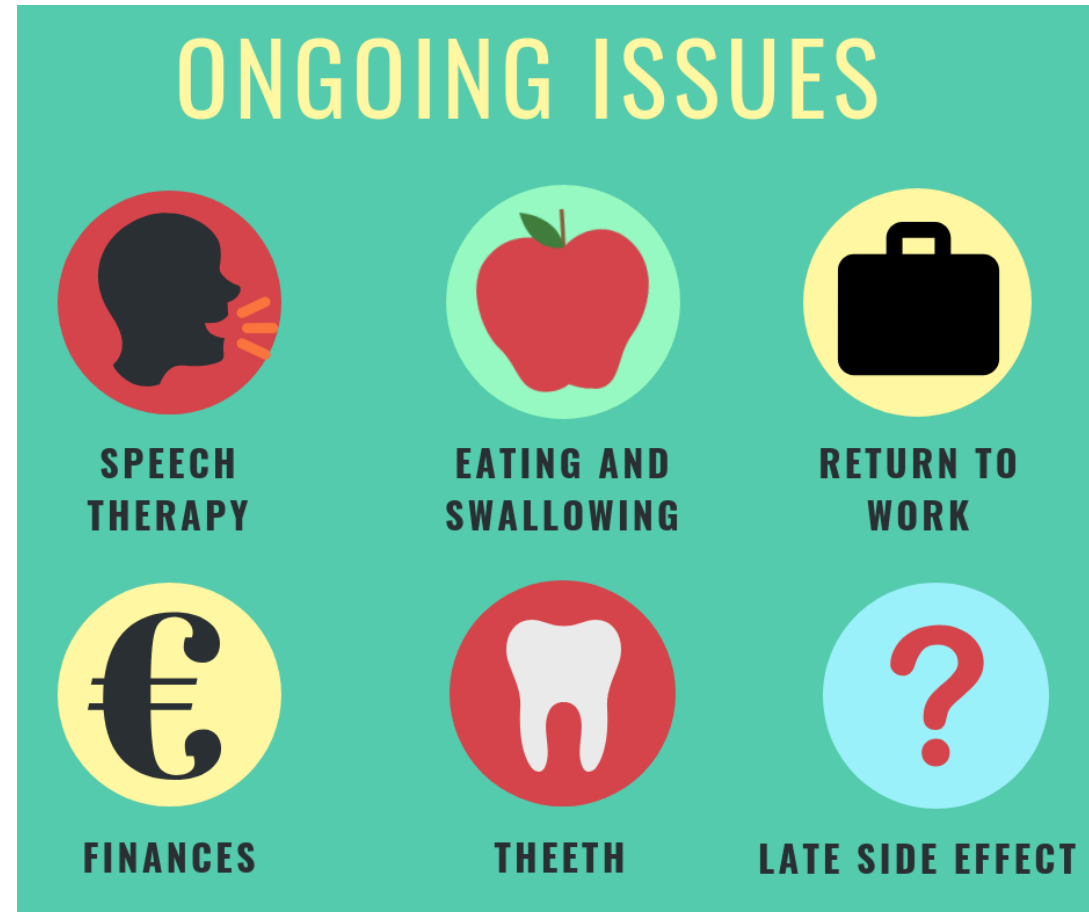 ONGOING ISSUES
SPEECH
THERAPY
EATING AND
SWALLOWING
RETURN TO
WORK
€
?
FINANCES
THEETH
LATE SIDE EFFECT